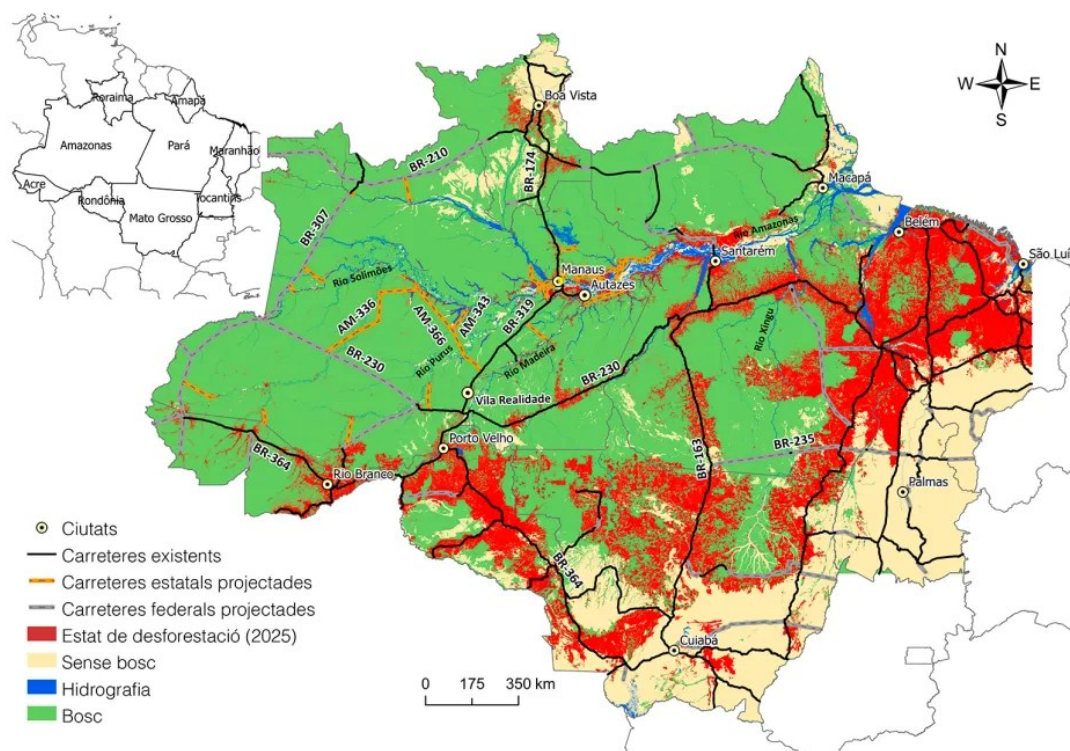 Roraima
Amapá
Amazonas
Pará
Maranhão
Acre
Rondônia
Tocantins
Mato Grosso
N
W
E
S
Boa Vista
BR-210
BR-174
Macapá
BR-307
Rio Amazonas
Belém
Santarém
São Luí
Rio Solimões
Manaus
Autazes
AM-336
AM-343
AM-366
BR-319
Rio Xingu
BR-230
Rio Purus
Rio Madeira
BR-230
Vila Realidade
Porto Velho
BR-163
BR-235
BR-364
Rio Branco
Palmas
BR-364
Cuiabá
Ciutats
Carreteres existents
Carreteres estatals projectades
Carreteres federals projectades
Estat de desforestació (2025)
Sense bosc
Hidrografia
Bosc
0 175 350 km